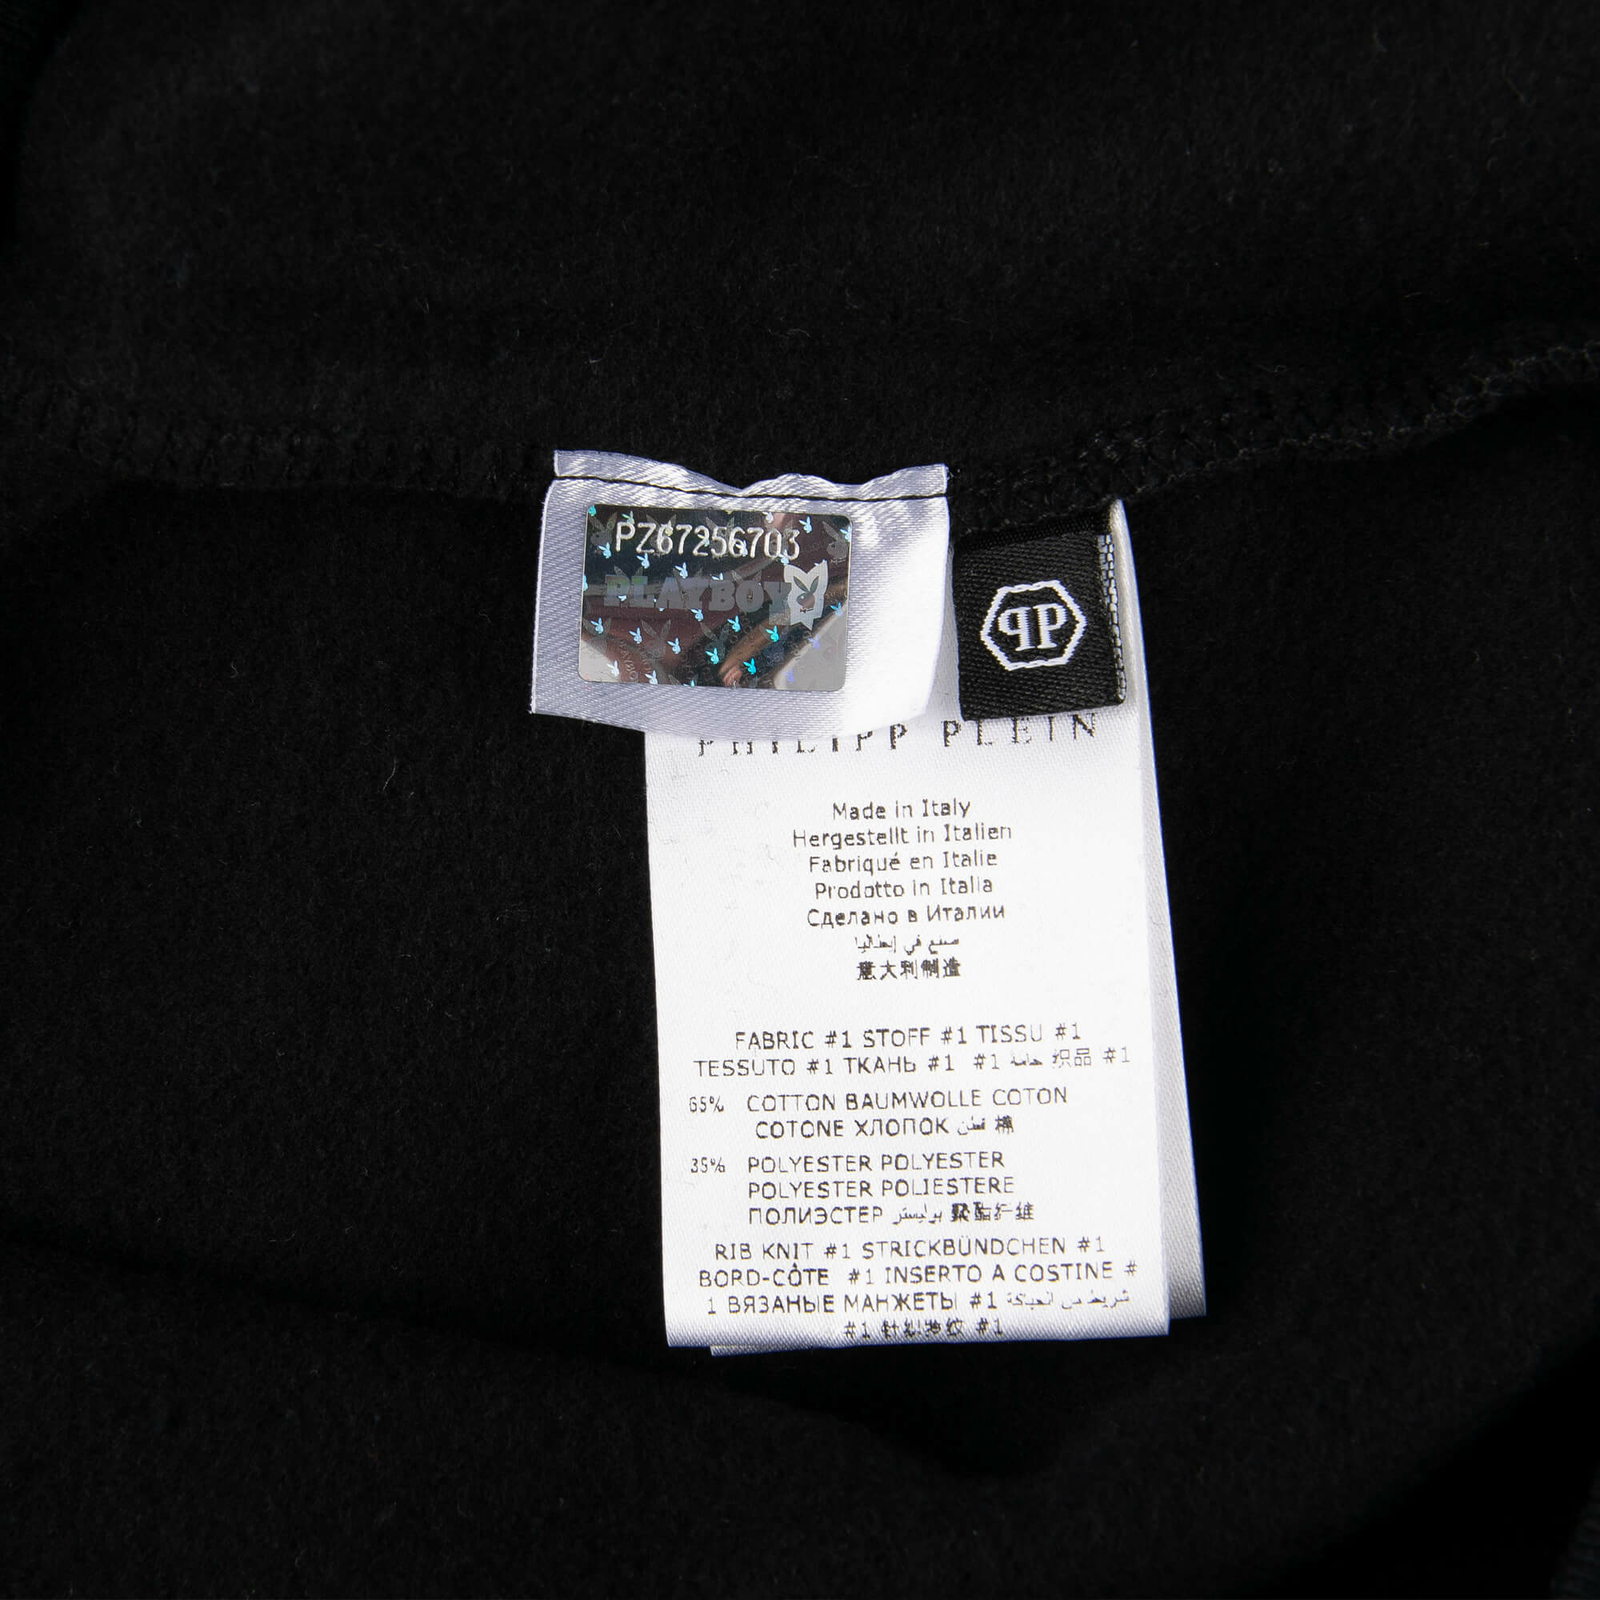 PZ67256703
PLAYBOY
PP
PHILIPP PLEIN
Made in Italy
Hergestellt in Italien
Fabriqué en Italie
Prodotto in Italia
Сделано в Италии
صنع في إيطاليا
意大利制造
FABRIC #1 STOFF #1 TISSU #1
TESSUTO #1 ТКАНЬ #1 #1 خامة 织品 #1
65% COTTON BAUMWOLLE COTON
COTONE ХЛОПОК قطن 棉
35% POLYESTER POLYESTER
POLYESTER POLIESTERE
ПОЛИЭСТЕР بوليستر 聚酯纤维
RIB KNIT #1 STRICKBÜNDCHEN #1
BORD-CÔTE #1 INSERTO A COSTINE #
1 ВЯЗАНЫЕ МАНЖЕТЫ #1 شريط من الحياكة
#1 #1